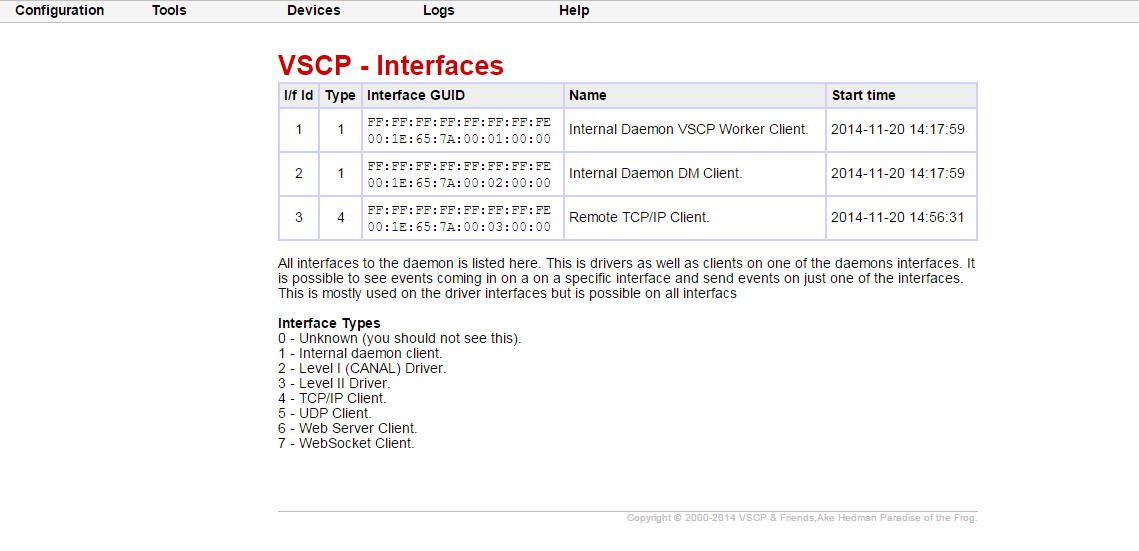 Configuration Tools Devices Logs Help
VSCP - Interfaces
I/f Id Type Interface GUID Name Start time
1 1 FF:FF:FF:FF:FF:FF:FF:FE Internal Daemon VSCP Worker Client. 2014-11-20 14:17:59
00:1E:65:7A:00:01:00:00
2 1 FF:FF:FF:FF:FF:FF:FF:FE Internal Daemon DM Client. 2014-11-20 14:17:59
00:1E:65:7A:00:02:00:00
3 4 FF:FF:FF:FF:FF:FF:FF:FE Remote TCP/IP Client. 2014-11-20 14:56:31
00:1E:65:7A:00:03:00:00
All interfaces to the daemon is listed here. This is drivers as well as clients on one of the daemons interfaces. It
is possible to see events coming in on a on a specific interface and send events on just one of the interfaces.
This is mostly used on the driver interfaces but is possible on all interfacs
Interface Types
0 - Unknown (you should not see this).
1 - Internal daemon client.
2 - Level I (CANAL) Driver.
3 - Level II Driver.
4 - TCP/IP Client.
5 - UDP Client.
6 - Web Server Client.
7 - WebSocket Client.
Copyright © 2000-2014 VSCP & Friends,Ake Hedman Paradise of the Frog.